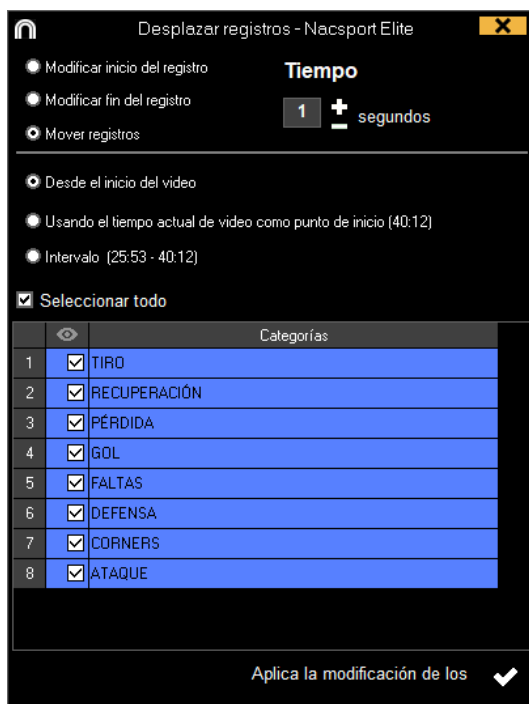 Desplazar registros - Nacsport Elite
Modificar inicio del registro
Tiempo
Modificar fin del registro
1 segundos
Mover registros
Desde el inicio del video
Usando el tiempo actual de video como punto de inicio (40:12)
Intervalo (25:53 - 40:12)
Seleccionar todo
Categorías
1 TIRO
2 RECUPERACIÓN
3 PÉRDIDA
4 GOL
5 FALTAS
6 DEFENSA
7 CORNERS
8 ATAQUE
Aplica la modificación de los